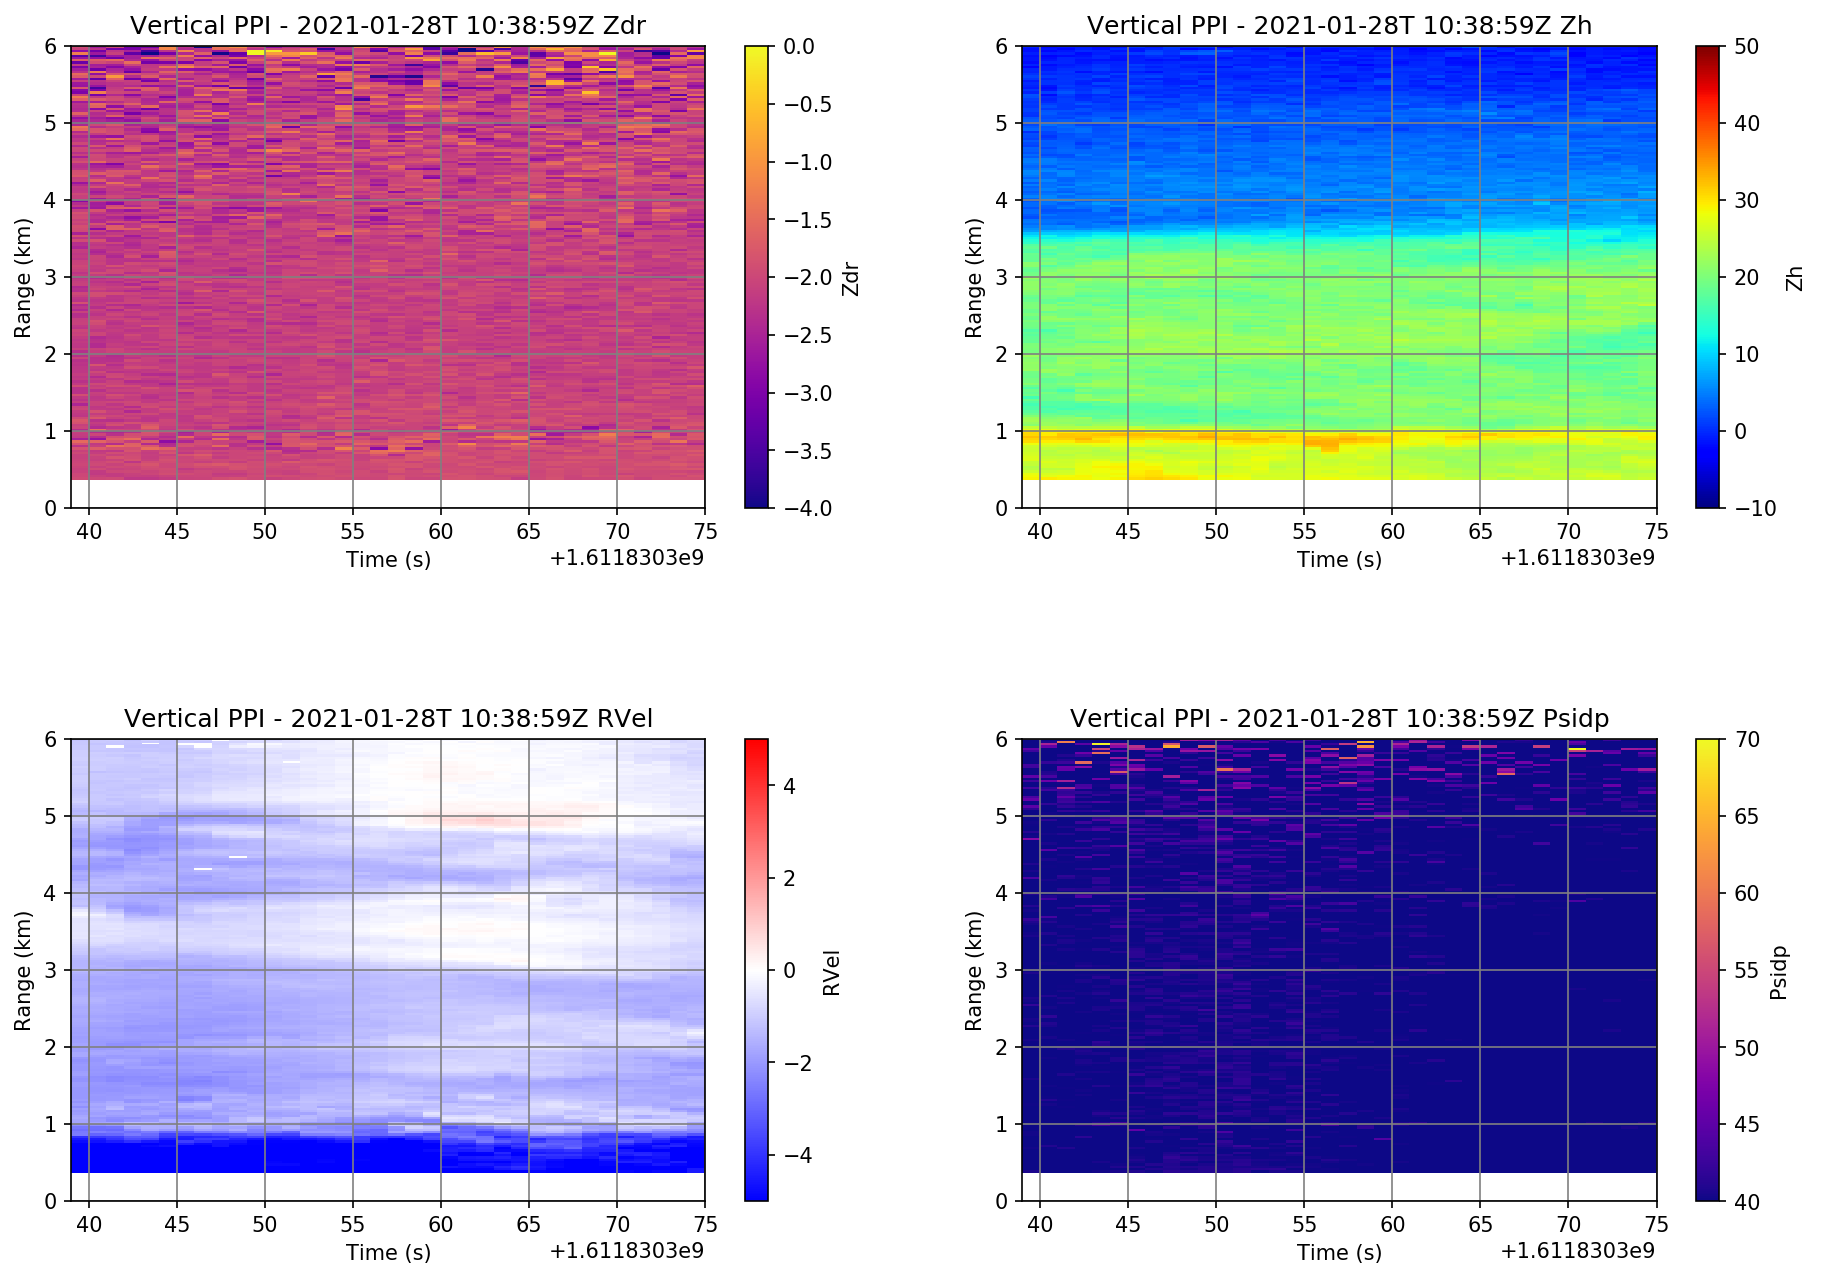 Vertical PPI - 2021-01-28T 10:38:59Z Zdr
Range (km)
6
5
4
3
2
1
0
40 45 50 55 60 65 70 75
Time (s)
+1.6118303e9
0.0
−0.5
−1.0
−1.5
−2.0
−2.5
−3.0
−3.5
−4.0
Zdr
Vertical PPI - 2021-01-28T 10:38:59Z Zh
Range (km)
6
5
4
3
2
1
0
40 45 50 55 60 65 70 75
Time (s)
+1.6118303e9
50
40
30
20
10
0
−10
Zh
Vertical PPI - 2021-01-28T 10:38:59Z RVel
Range (km)
6
5
4
3
2
1
0
40 45 50 55 60 65 70 75
Time (s)
+1.6118303e9
4
2
0
−2
−4
RVel
Vertical PPI - 2021-01-28T 10:38:59Z Psidp
Range (km)
6
5
4
3
2
1
0
40 45 50 55 60 65 70 75
Time (s)
+1.6118303e9
70
65
60
55
50
45
40
Psidp